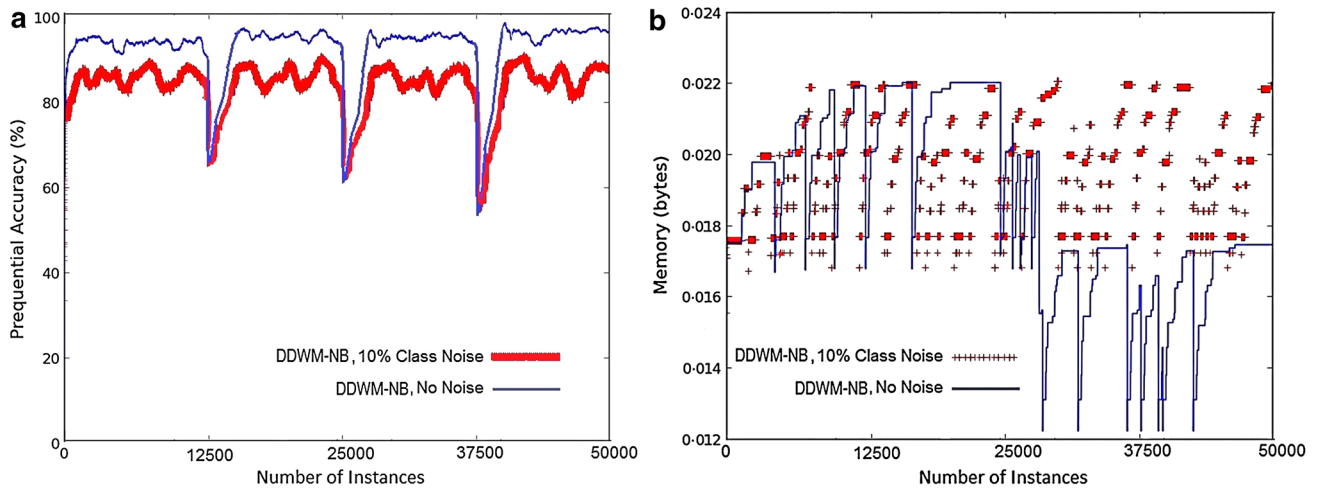 a
100
80
60
40
20
0
Prequential Accuracy (%)
0 12500 25000 37500 50000
Number of Instances
DDWM-NB, 10% Class Noise
DDWM-NB, No Noise
b
0·024
0·022
0·020
0·018
0·016
0·014
0·012
Memory (bytes)
0 12500 25000 37500 50000
Number of Instances
DDWM-NB, 10% Class Noise
DDWM-NB, No Noise